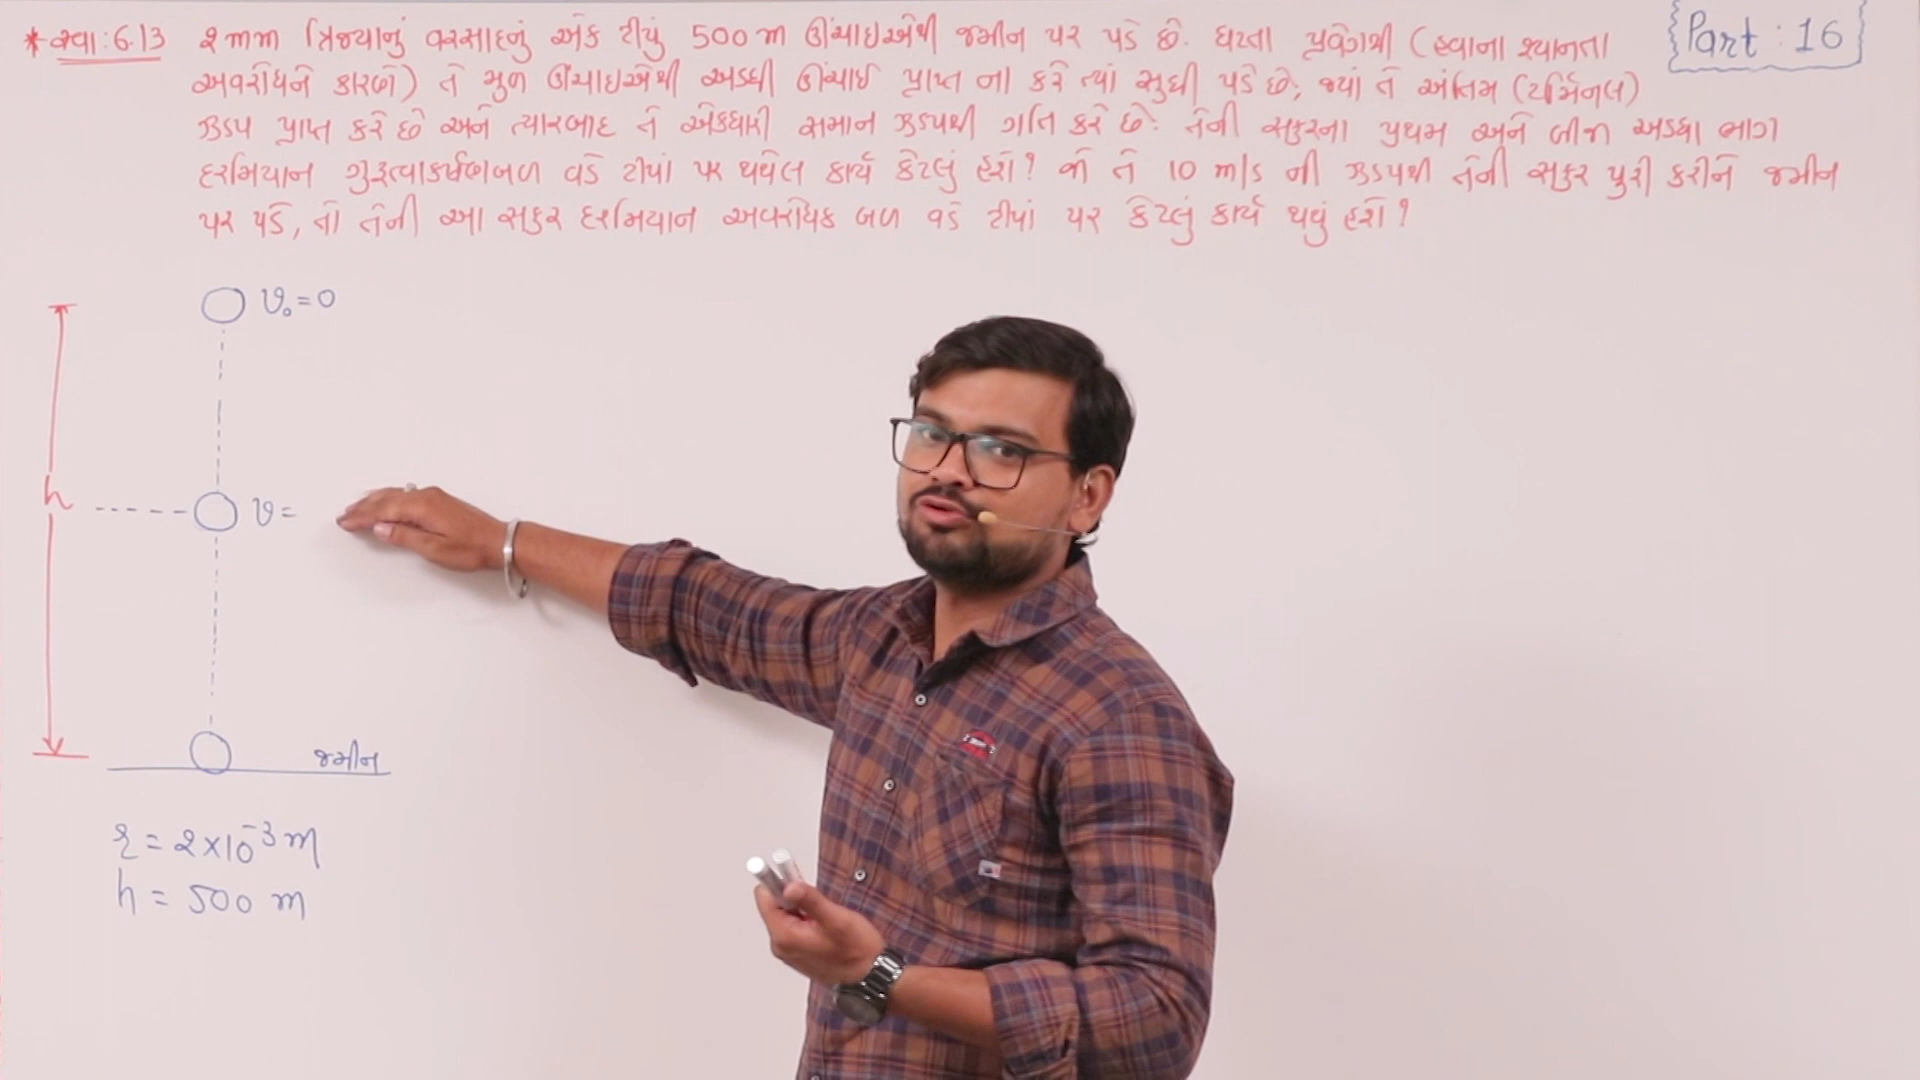 * સ્વા : 6.13 2 mm ત્રિજ્યાનું વરસાદનું એક ટીપું 500 m ઊંચાઇએથી જમીન પર પડે છે. ઘટતા પ્રવેગથી (હવાના શ્યાનતા
Part : 16
અવરોધને કારણે) તે મુળ ઊંચાઇએથી અડધી ઊંચાઈ પ્રાપ્ત ના કરે ત્યાં સુધી પડે છે, જ્યાં તે અંતિમ (ટર્મિનલ)
ઝડપ પ્રાપ્ત કરે છે અને ત્યારબાદ તે એકધારી સમાન ઝડપથી ગતિ કરે છે. તેની સફરના પ્રથમ અને બીજા અડધા ભાગ
દરમિયાન ગુરુત્વાકર્ષણબળ વડે ટીપાં પર થયેલ કાર્ય કેટલું હશે? જો તે 10 m/s ની ઝડપથી તેની સફર પુરી કરીને જમીન
પર પડે, તો તેની આ સફર દરમિયાન અવરોધક બળ વડે ટીપાં પર કેટલું કાર્ય થયું હશે?
v₀ = 0
h
v =
જમીન
r = 2×10⁻³ m
h = 500 m